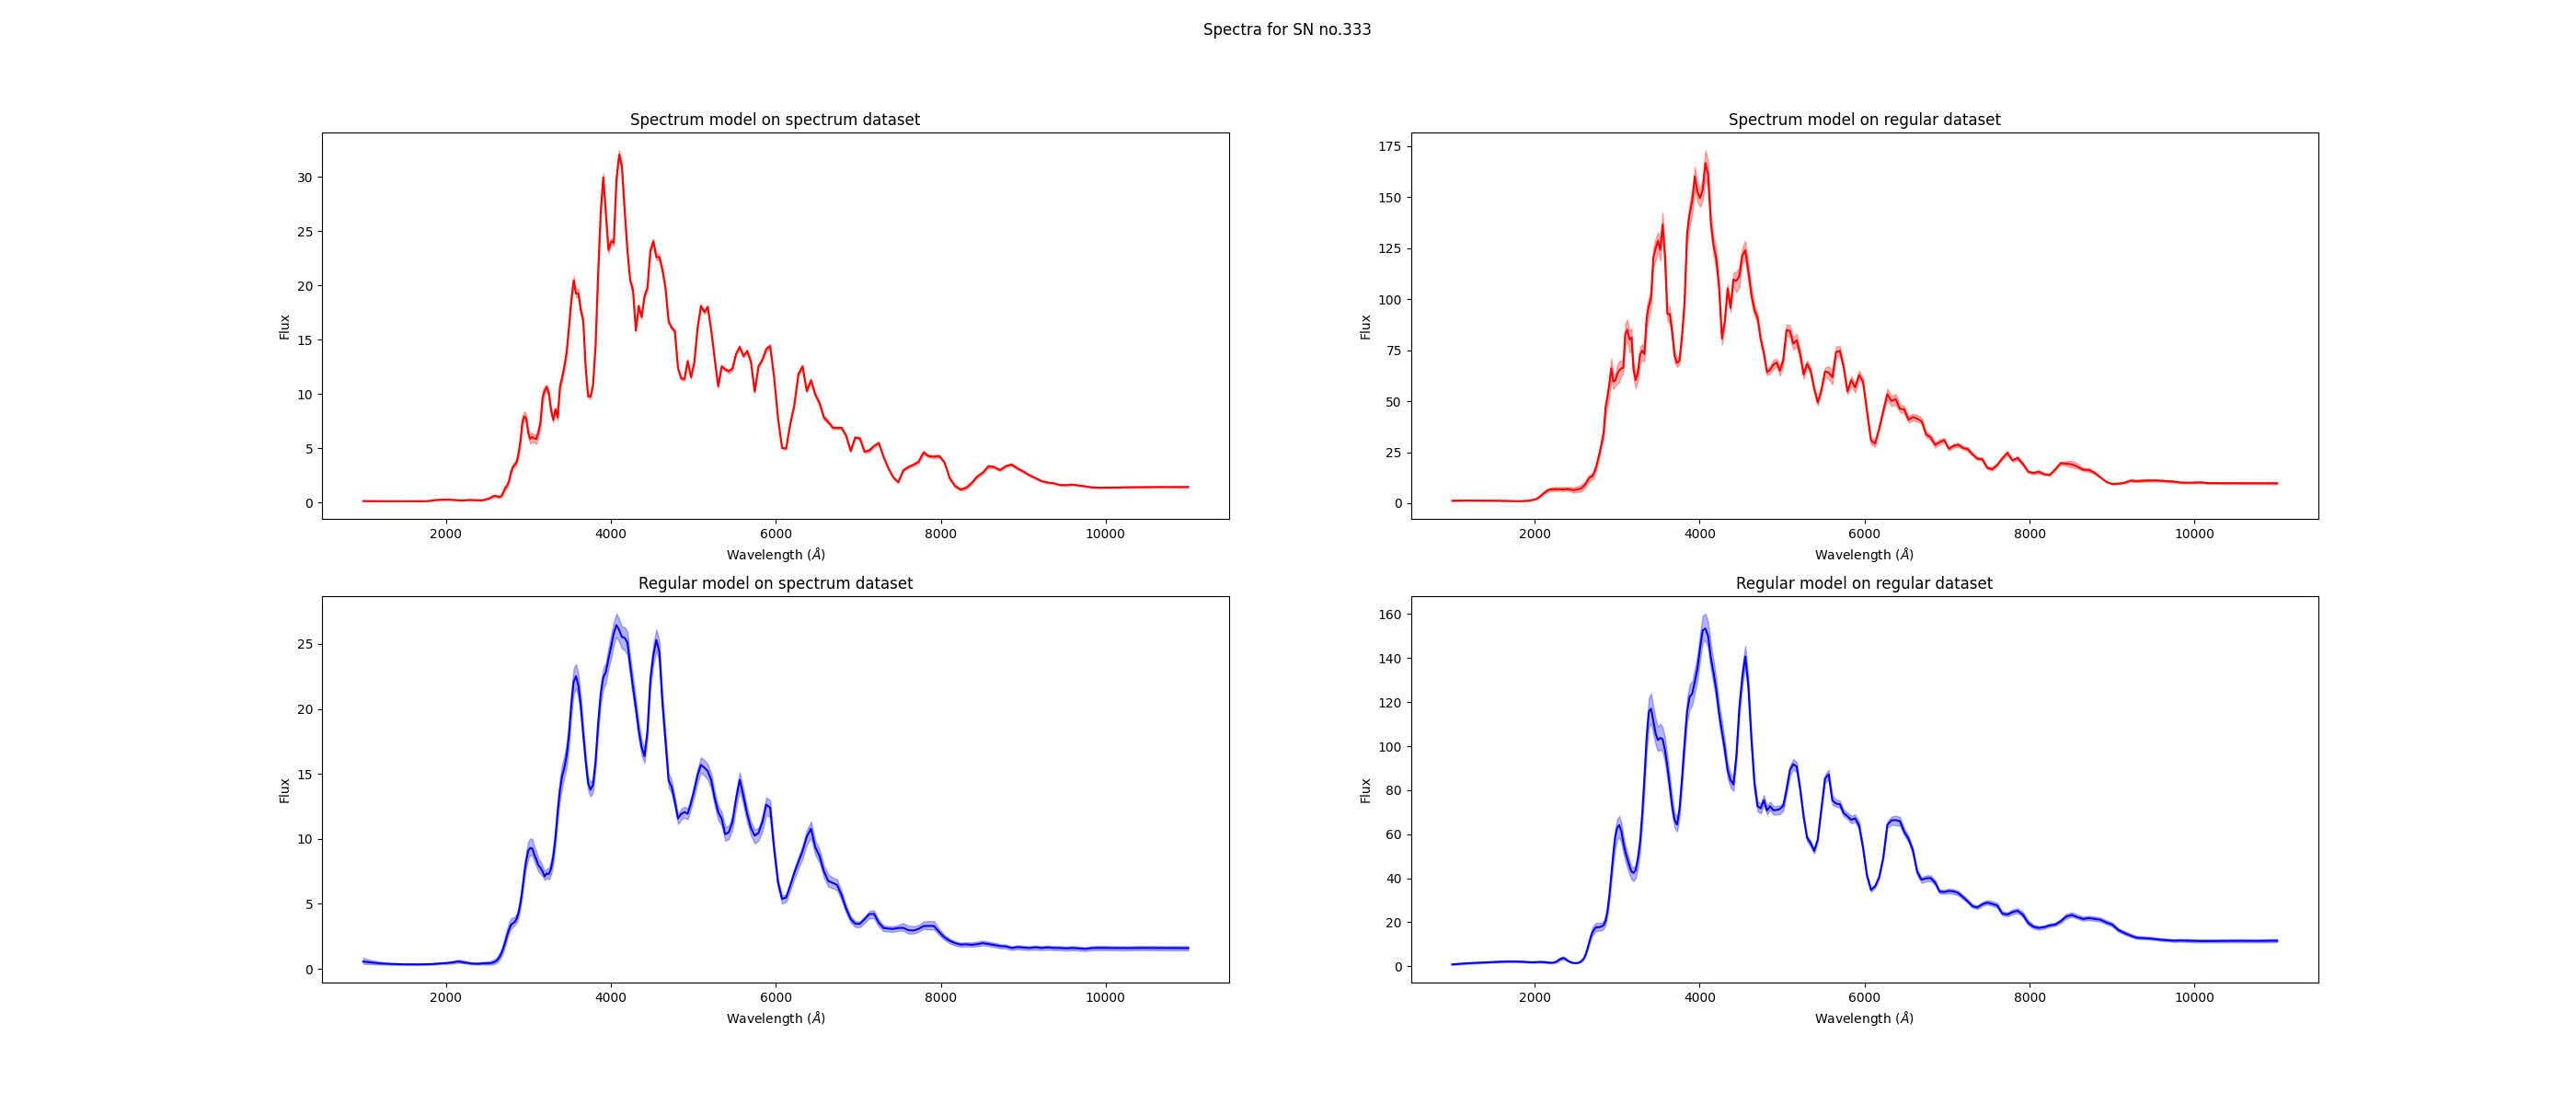 Spectra for SN no.333
Spectrum model on spectrum dataset
Flux
30
25
20
15
10
5
0
2000 4000 6000 8000 10000
Wavelength (Å)
Spectrum model on regular dataset
Flux
175
150
125
100
75
50
25
0
2000 4000 6000 8000 10000
Wavelength (Å)
Regular model on spectrum dataset
Flux
25
20
15
10
5
0
2000 4000 6000 8000 10000
Wavelength (Å)
Regular model on regular dataset
Flux
160
140
120
100
80
60
40
20
0
2000 4000 6000 8000 10000
Wavelength (Å)